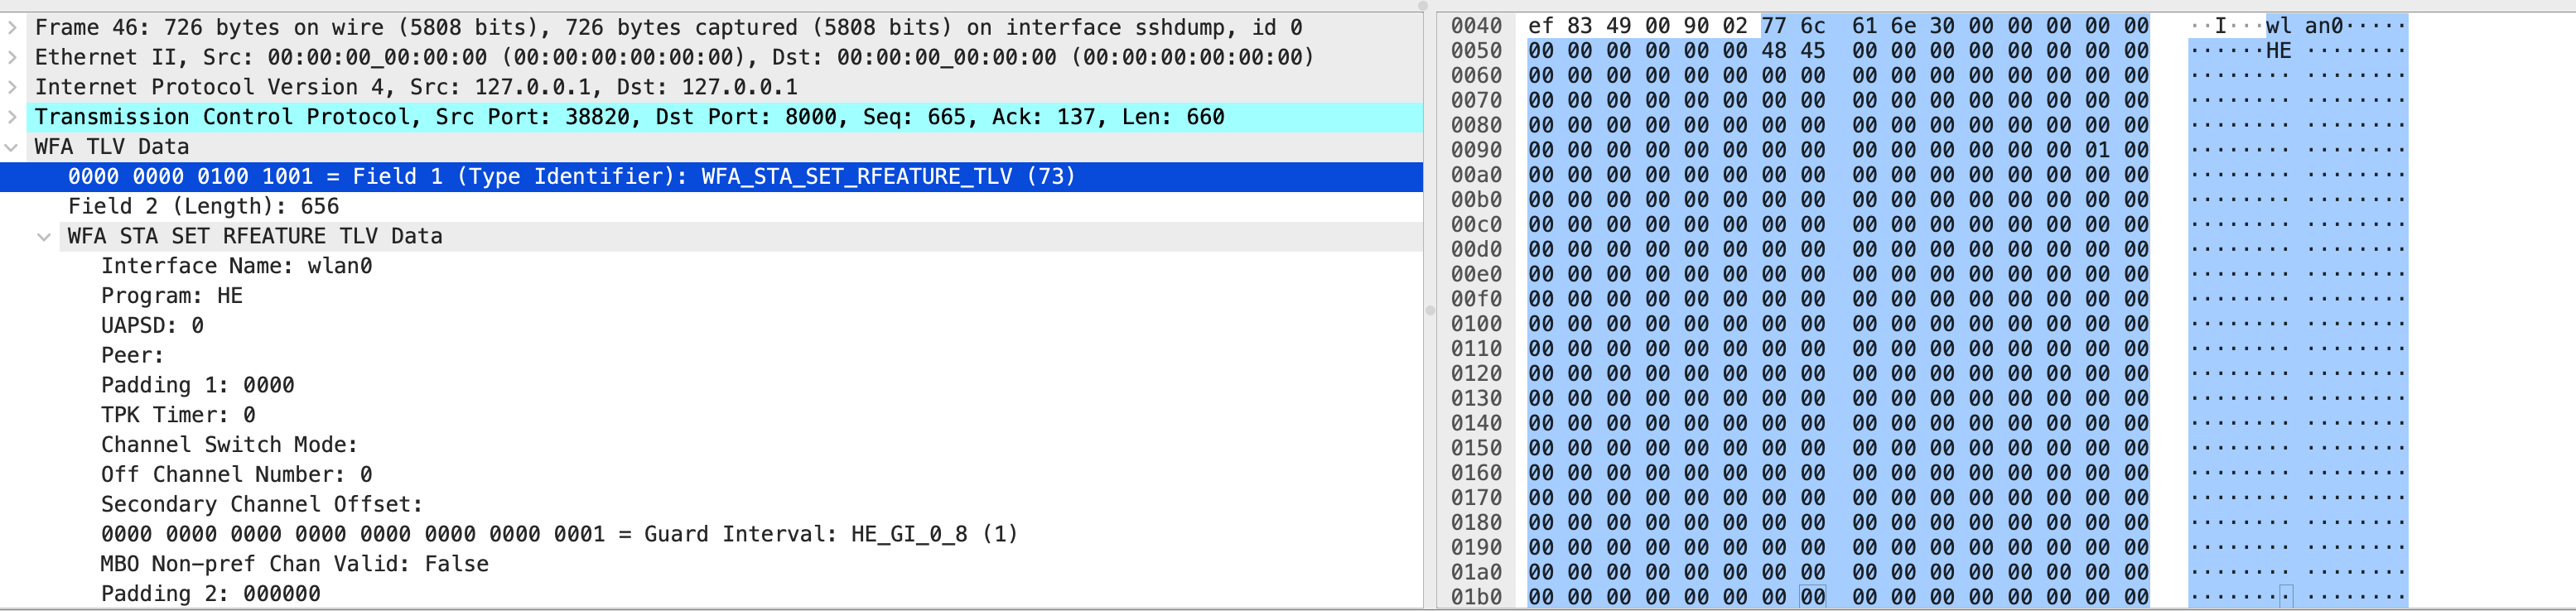 Frame 46: 726 bytes on wire (5808 bits), 726 bytes captured (5808 bits) on interface sshdump, id 0
Ethernet II, Src: 00:00:00_00:00:00 (00:00:00:00:00:00), Dst: 00:00:00_00:00:00 (00:00:00:00:00:00)
Internet Protocol Version 4, Src: 127.0.0.1, Dst: 127.0.0.1
Transmission Control Protocol, Src Port: 38820, Dst Port: 8000, Seq: 665, Ack: 137, Len: 660
WFA TLV Data
0000 0000 0100 1001 = Field 1 (Type Identifier): WFA_STA_SET_RFEATURE_TLV (73)
Field 2 (Length): 656
WFA STA SET RFEATURE TLV Data
Interface Name: wlan0
Program: HE
UAPSD: 0
Peer:
Padding 1: 0000
TPK Timer: 0
Channel Switch Mode:
Off Channel Number: 0
Secondary Channel Offset:
0000 0000 0000 0000 0000 0000 0000 0001 = Guard Interval: HE_GI_0_8 (1)
MBO Non-pref Chan Valid: False
Padding 2: 000000
0040 ef 83 49 00 90 02 77 6c 61 6e 30 00 00 00 00 00 ··I···wl an0·····
0050 00 00 00 00 00 00 48 45 00 00 00 00 00 00 00 00 ······HE ········
0060 00 00 00 00 00 00 00 00 00 00 00 00 00 00 00 00 ········ ········
0070 00 00 00 00 00 00 00 00 00 00 00 00 00 00 00 00 ········ ········
0080 00 00 00 00 00 00 00 00 00 00 00 00 00 00 00 00 ········ ········
0090 00 00 00 00 00 00 00 00 00 00 00 00 00 00 01 00 ········ ········
00a0 00 00 00 00 00 00 00 00 00 00 00 00 00 00 00 00 ········ ········
00b0 00 00 00 00 00 00 00 00 00 00 00 00 00 00 00 00 ········ ········
00c0 00 00 00 00 00 00 00 00 00 00 00 00 00 00 00 00 ········ ········
00d0 00 00 00 00 00 00 00 00 00 00 00 00 00 00 00 00 ········ ········
00e0 00 00 00 00 00 00 00 00 00 00 00 00 00 00 00 00 ········ ········
00f0 00 00 00 00 00 00 00 00 00 00 00 00 00 00 00 00 ········ ········
0100 00 00 00 00 00 00 00 00 00 00 00 00 00 00 00 00 ········ ········
0110 00 00 00 00 00 00 00 00 00 00 00 00 00 00 00 00 ········ ········
0120 00 00 00 00 00 00 00 00 00 00 00 00 00 00 00 00 ········ ········
0130 00 00 00 00 00 00 00 00 00 00 00 00 00 00 00 00 ········ ········
0140 00 00 00 00 00 00 00 00 00 00 00 00 00 00 00 00 ········ ········
0150 00 00 00 00 00 00 00 00 00 00 00 00 00 00 00 00 ········ ········
0160 00 00 00 00 00 00 00 00 00 00 00 00 00 00 00 00 ········ ········
0170 00 00 00 00 00 00 00 00 00 00 00 00 00 00 00 00 ········ ········
0180 00 00 00 00 00 00 00 00 00 00 00 00 00 00 00 00 ········ ········
0190 00 00 00 00 00 00 00 00 00 00 00 00 00 00 00 00 ········ ········
01a0 00 00 00 00 00 00 00 00 00 00 00 00 00 00 00 00 ········ ········
01b0 00 00 00 00 00 00 00 00 00 00 00 00 00 00 00 00 ········ ········